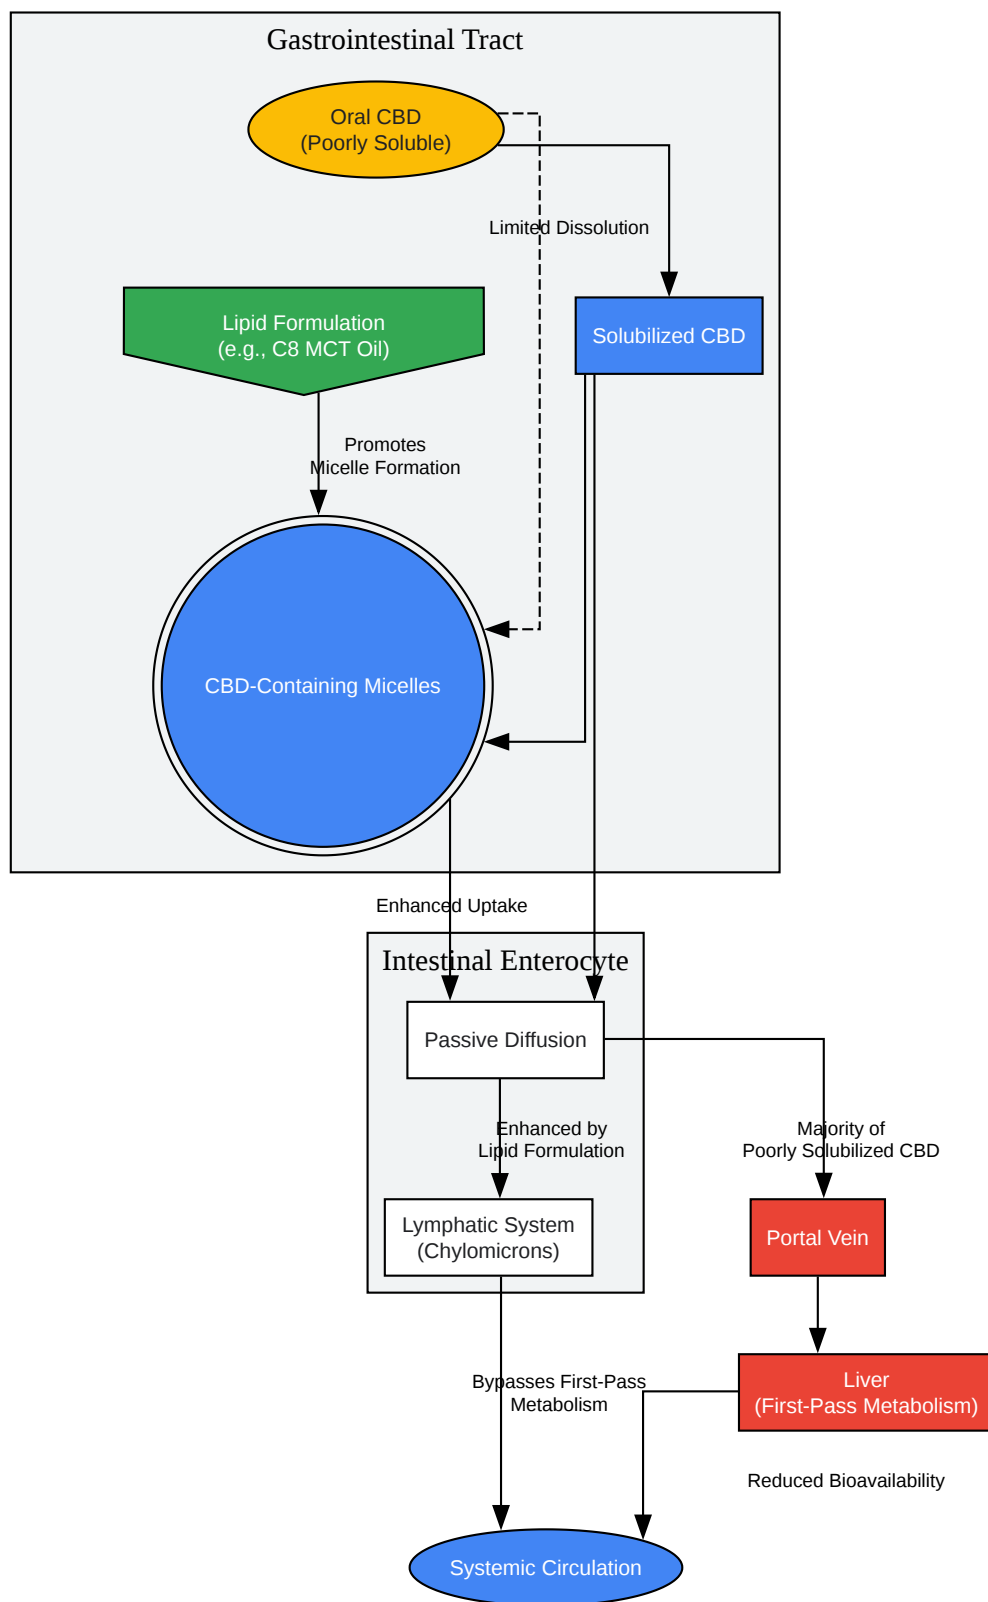 Gastrointestinal Tract
Oral CBD
(Poorly Soluble)
Limited Dissolution
Lipid Formulation
(e.g., C8 MCT Oil)
Solubilized CBD
Promotes
Micelle Formation
CBD-Containing Micelles
Enhanced Uptake
Intestinal Enterocyte
Passive Diffusion
Enhanced by
Lipid Formulation
Majority of
Poorly Solubilized CBD
Lymphatic System
(Chylomicrons)
Portal Vein
Bypasses First-Pass
Metabolism
Liver
(First-Pass Metabolism)
Reduced Bioavailability
Systemic Circulation